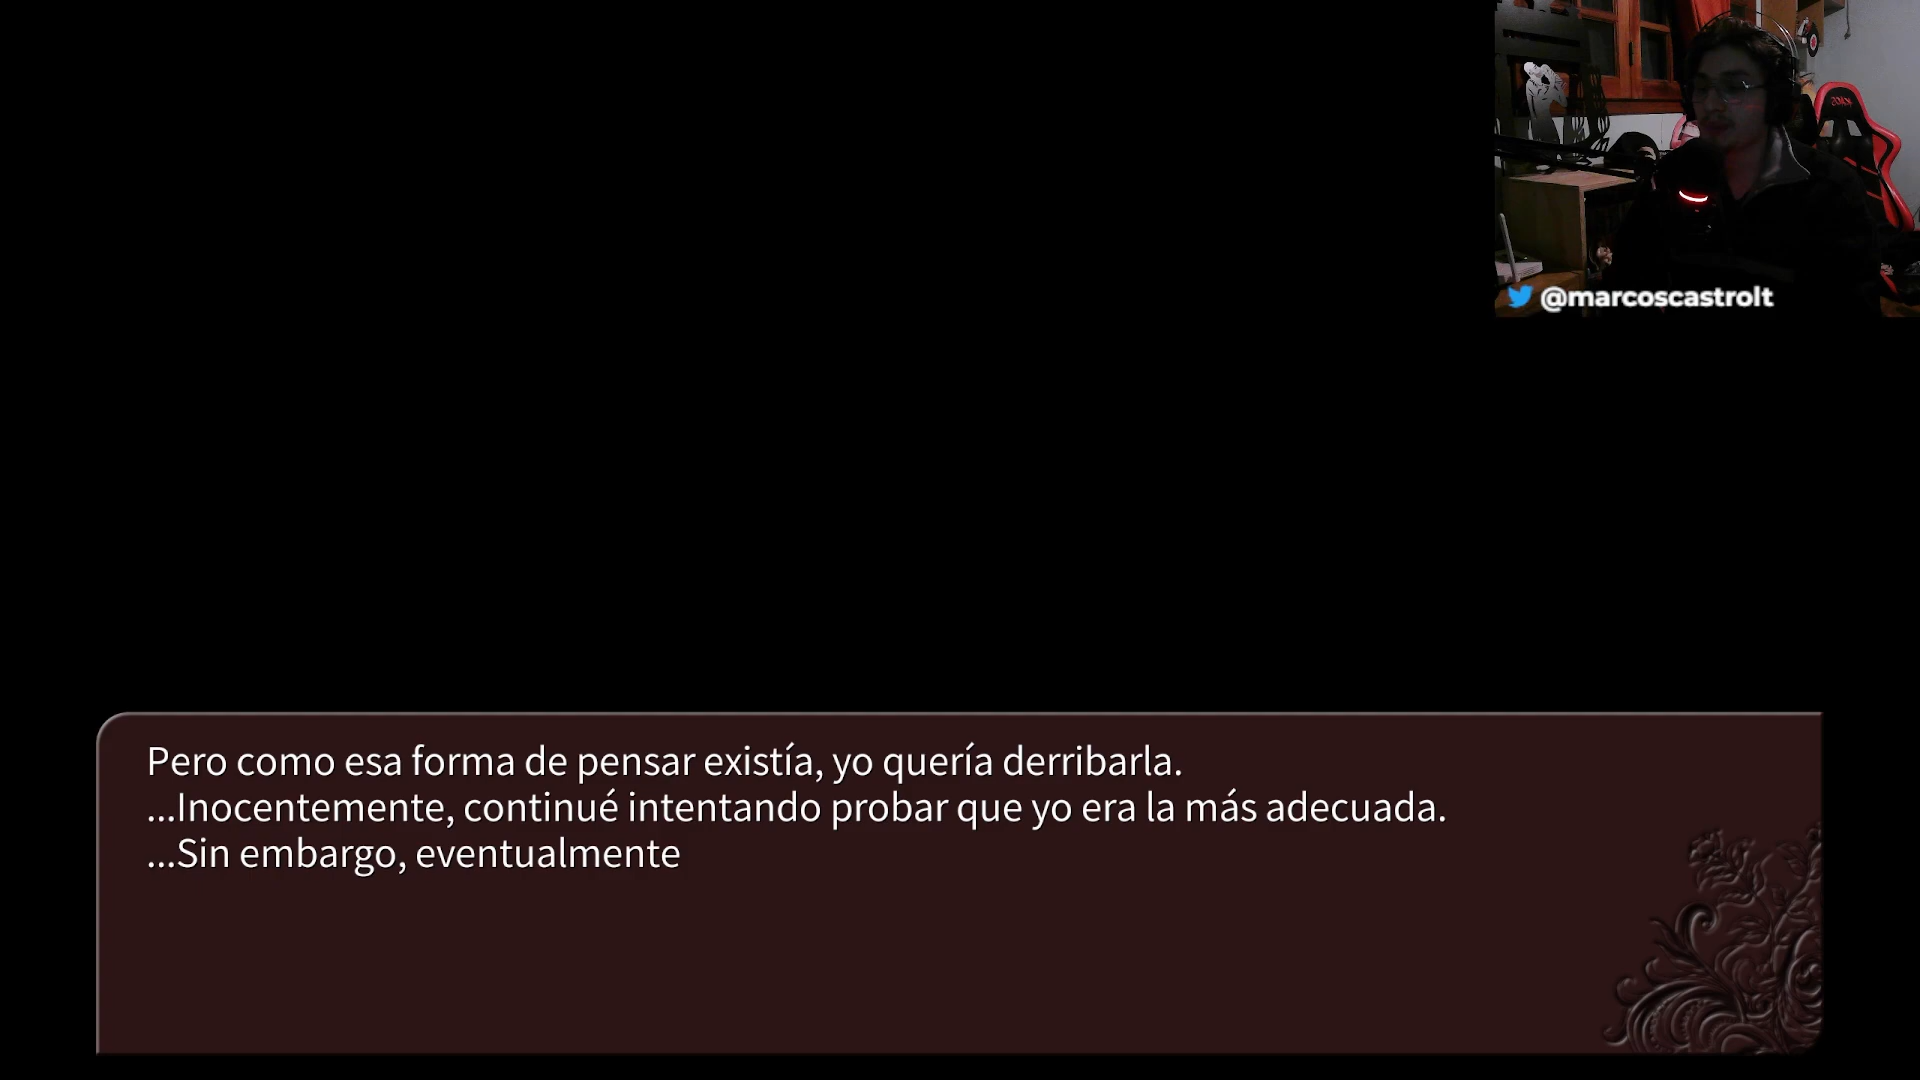 @marcoscastrolt
Pero como esa forma de pensar existía, yo quería derribarla.
...Inocentemente, continué intentando probar que yo era la más adecuada.
...Sin embargo, eventualmente